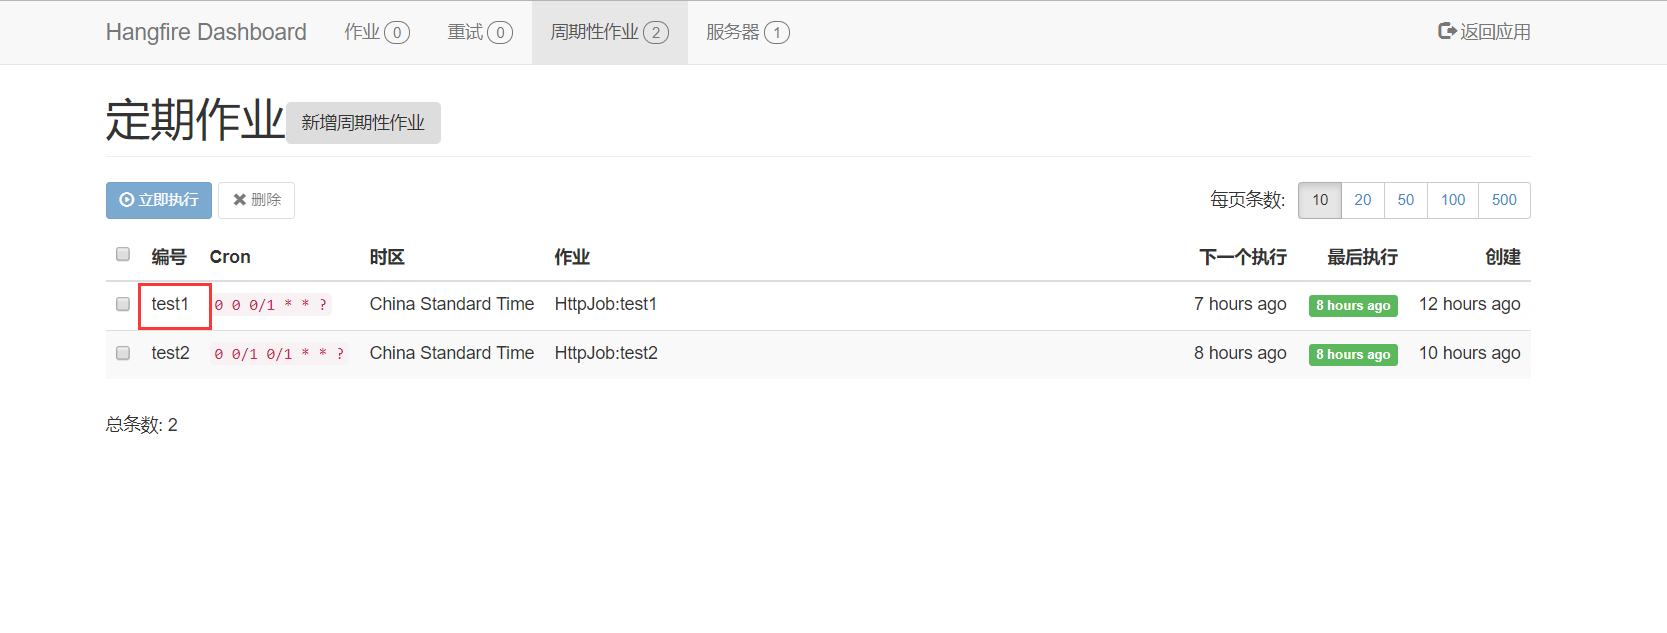 Hangfire Dashboard 作业 0 重试 0 周期性作业 2 服务器 1 返回应用
定期作业 新增周期性作业
立即执行 删除 每页条数: 10 20 50 100 500
编号 Cron 时区 作业 下一个执行 最后执行 创建
test1 0 0 0/1 * * ? China Standard Time HttpJob:test1 7 hours ago 8 hours ago 12 hours ago
test2 0 0/1 0/1 * * ? China Standard Time HttpJob:test2 8 hours ago 8 hours ago 10 hours ago
总条数: 2